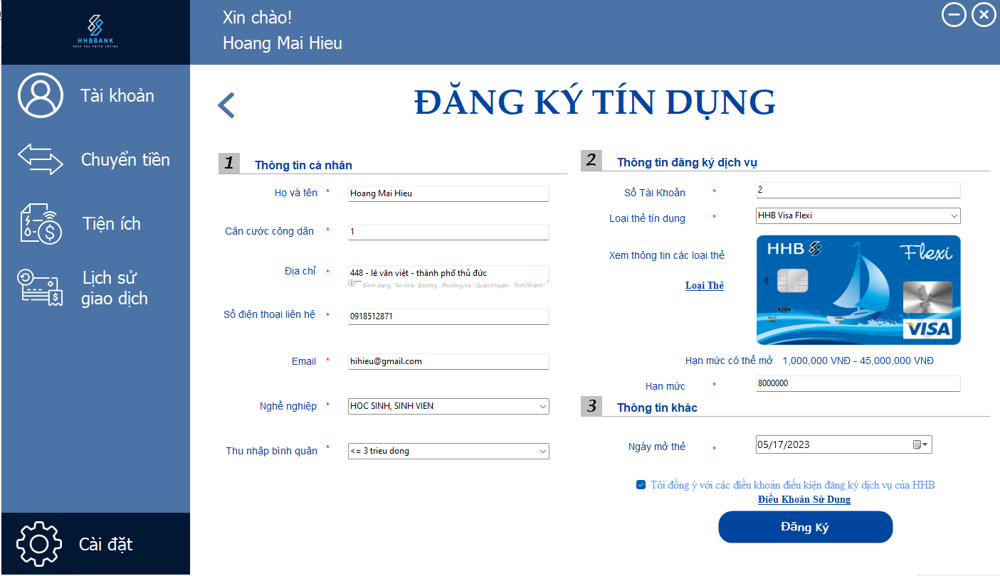 HHBBANK
KEEP THE FAITH ENTIRE
Xin chào!
Hoang Mai Hieu
Tài khoản
Chuyển tiền
Tiện ích
Lịch sử
giao dịch
Cài đặt
ĐĂNG KÝ TÍN DỤNG
1 Thông tin cá nhân
Họ và tên * Hoang Mai Hieu
Căn cước công dân * 1
Địa chỉ * 448 - lê văn việt - thành phố thủ đức
Định dạng: "Số nhà - Đường - Phường/xã - Quận/Huyện - Tỉnh/thành"
Số điện thoại liên hệ * 0918512871
Email * hihieu@gmail.com
Nghề nghiệp * HOC SINH, SINH VIEN
Thu nhập bình quân * <= 3 trieu dong
2 Thông tin đăng ký dịch vụ
Số Tài Khoản * 2
Loại thẻ tín dụng * HHB Visa Flexi
Xem thông tin các loại thẻ
Loại Thẻ
HHB
Flexi
4286
VISA
Hạn mức có thể mở 1,000,000 VNĐ - 45,000,000 VNĐ
Hạn mức * 8000000
3 Thông tin khác
Ngày mở thẻ * 05/17/2023
Tôi đồng ý với các điều khoản điều kiện đăng ký dịch vụ của HHB
Điều Khoản Sử Dụng
Đăng Ký